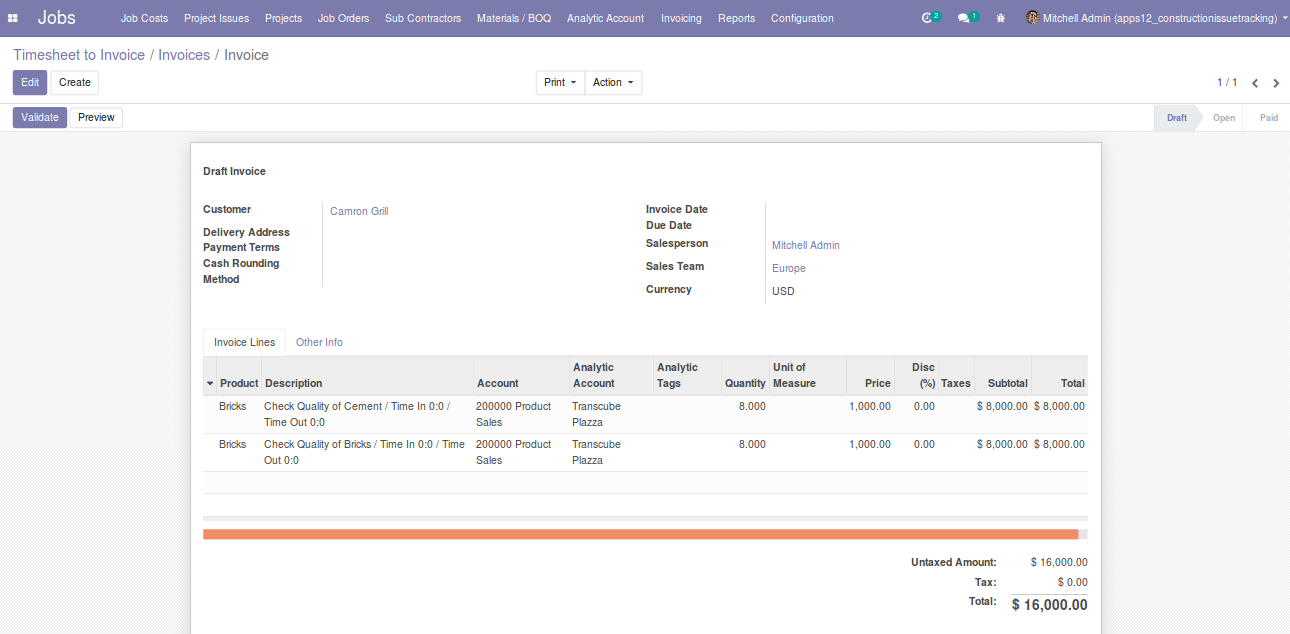 Jobs Job Costs Project Issues Projects Job Orders Sub Contractors Materials / BOQ Analytic Account Invoicing Reports Configuration 2 1 Mitchell Admin (apps12_constructionissuetracking)
Timesheet to Invoice / Invoices / Invoice
Edit Create Print Action 1 / 1
Validate Preview Draft Open Paid
Draft Invoice
Customer Camron Grill
Delivery Address
Payment Terms
Cash Rounding
Method
Invoice Date
Due Date
Salesperson Mitchell Admin
Sales Team Europe
Currency USD
Invoice Lines Other Info
Product Description Account Analytic Account Analytic Tags Quantity Unit of Measure Price Disc (%) Taxes Subtotal Total
Bricks Check Quality of Cement / Time In 0:0 / 200000 Product Transcube 8.000 1,000.00 0.00 $ 8,000.00 $ 8,000.00
Time Out 0:0 Sales Plazza
Bricks Check Quality of Bricks / Time In 0:0 / Time 200000 Product Transcube 8.000 1,000.00 0.00 $ 8,000.00 $ 8,000.00
Out 0:0 Sales Plazza
Untaxed Amount: $ 16,000.00
Tax: $ 0.00
Total: $ 16,000.00